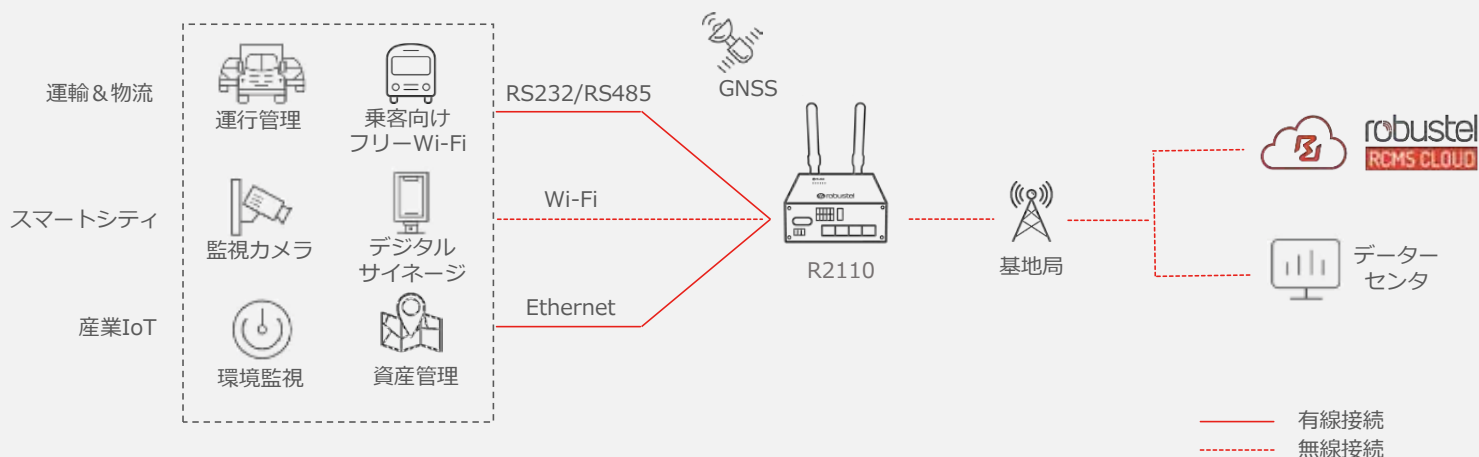 GNSS
運輸＆物流
運行管理
乗客向け
フリーWi-Fi
RS232/RS485
スマートシティ
監視カメラ
デジタル
サイネージ
Wi-Fi
産業IoT
環境監視
資産管理
Ethernet
robustel
R2110
基地局
robustel
RCMS CLOUD
データー
センタ
有線接続
無線接続